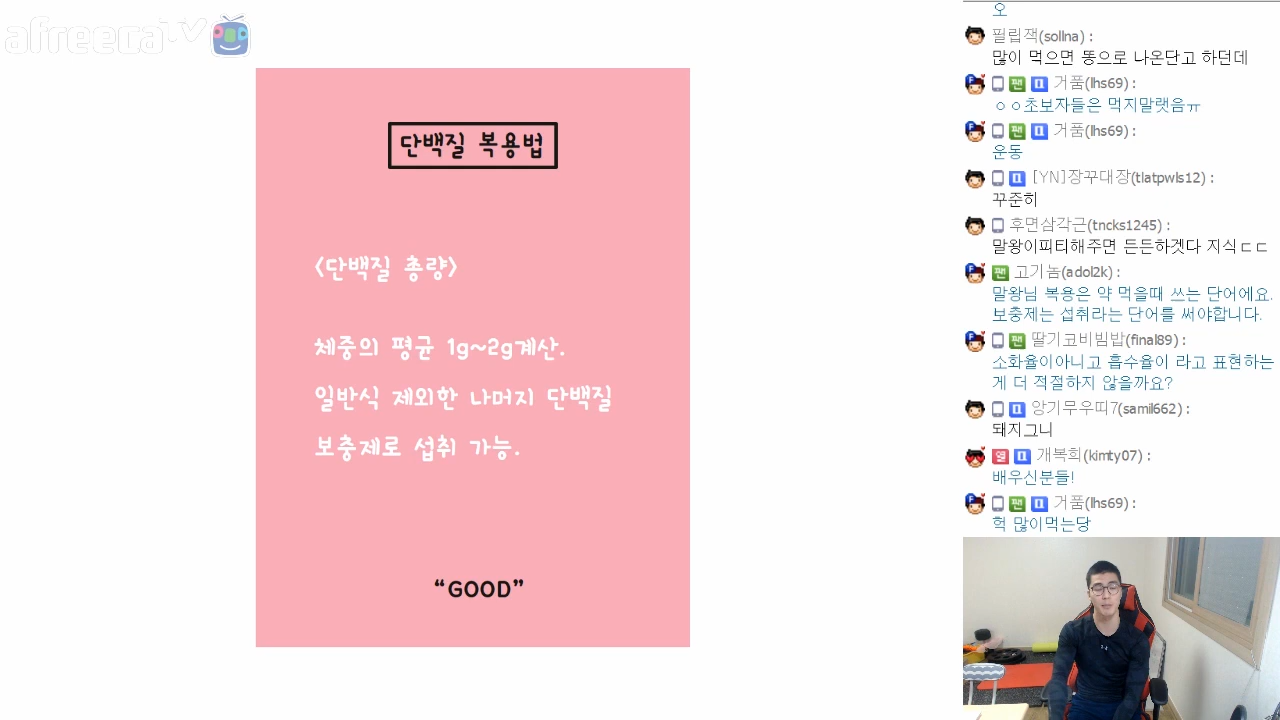 afreecaTV
단백질 복용법
<단백질 총량>
체중의 평균 1g~2g계산.
일반식 제외한 나머지 단백질
보충제로 섭취 가능.
“GOOD”
오
필립잭(sollna) :
많이 먹으면 똥으로 나온단고 하던데
팬 거품(lhs69) :
ㅇㅇ초보자들은 먹지말랫음ㅠ
팬 거품(lhs69) :
운동
[YN]장꾸대장(tlatpwls12) :
꾸준히
후면삼각근(tncks1245) :
말왕이피티해주면 든든하겟다 지식ㄷㄷ
팬 고기놈(adol2k) :
말왕님 복용은 약 먹을때 쓰는 단어에요.
보충제는 섭취라는 단어를 써야합니다.
팬 딸기코비빔밥(final89) :
소화율이아니고 흡수율이 라고 표현하는
게 더 적절하지 않을까요?
앙기무우띠7(samil662) :
돼지그니
열 개복희(kimty07) :
배우신분들!
팬 거품(lhs69) :
헉 많이먹는당